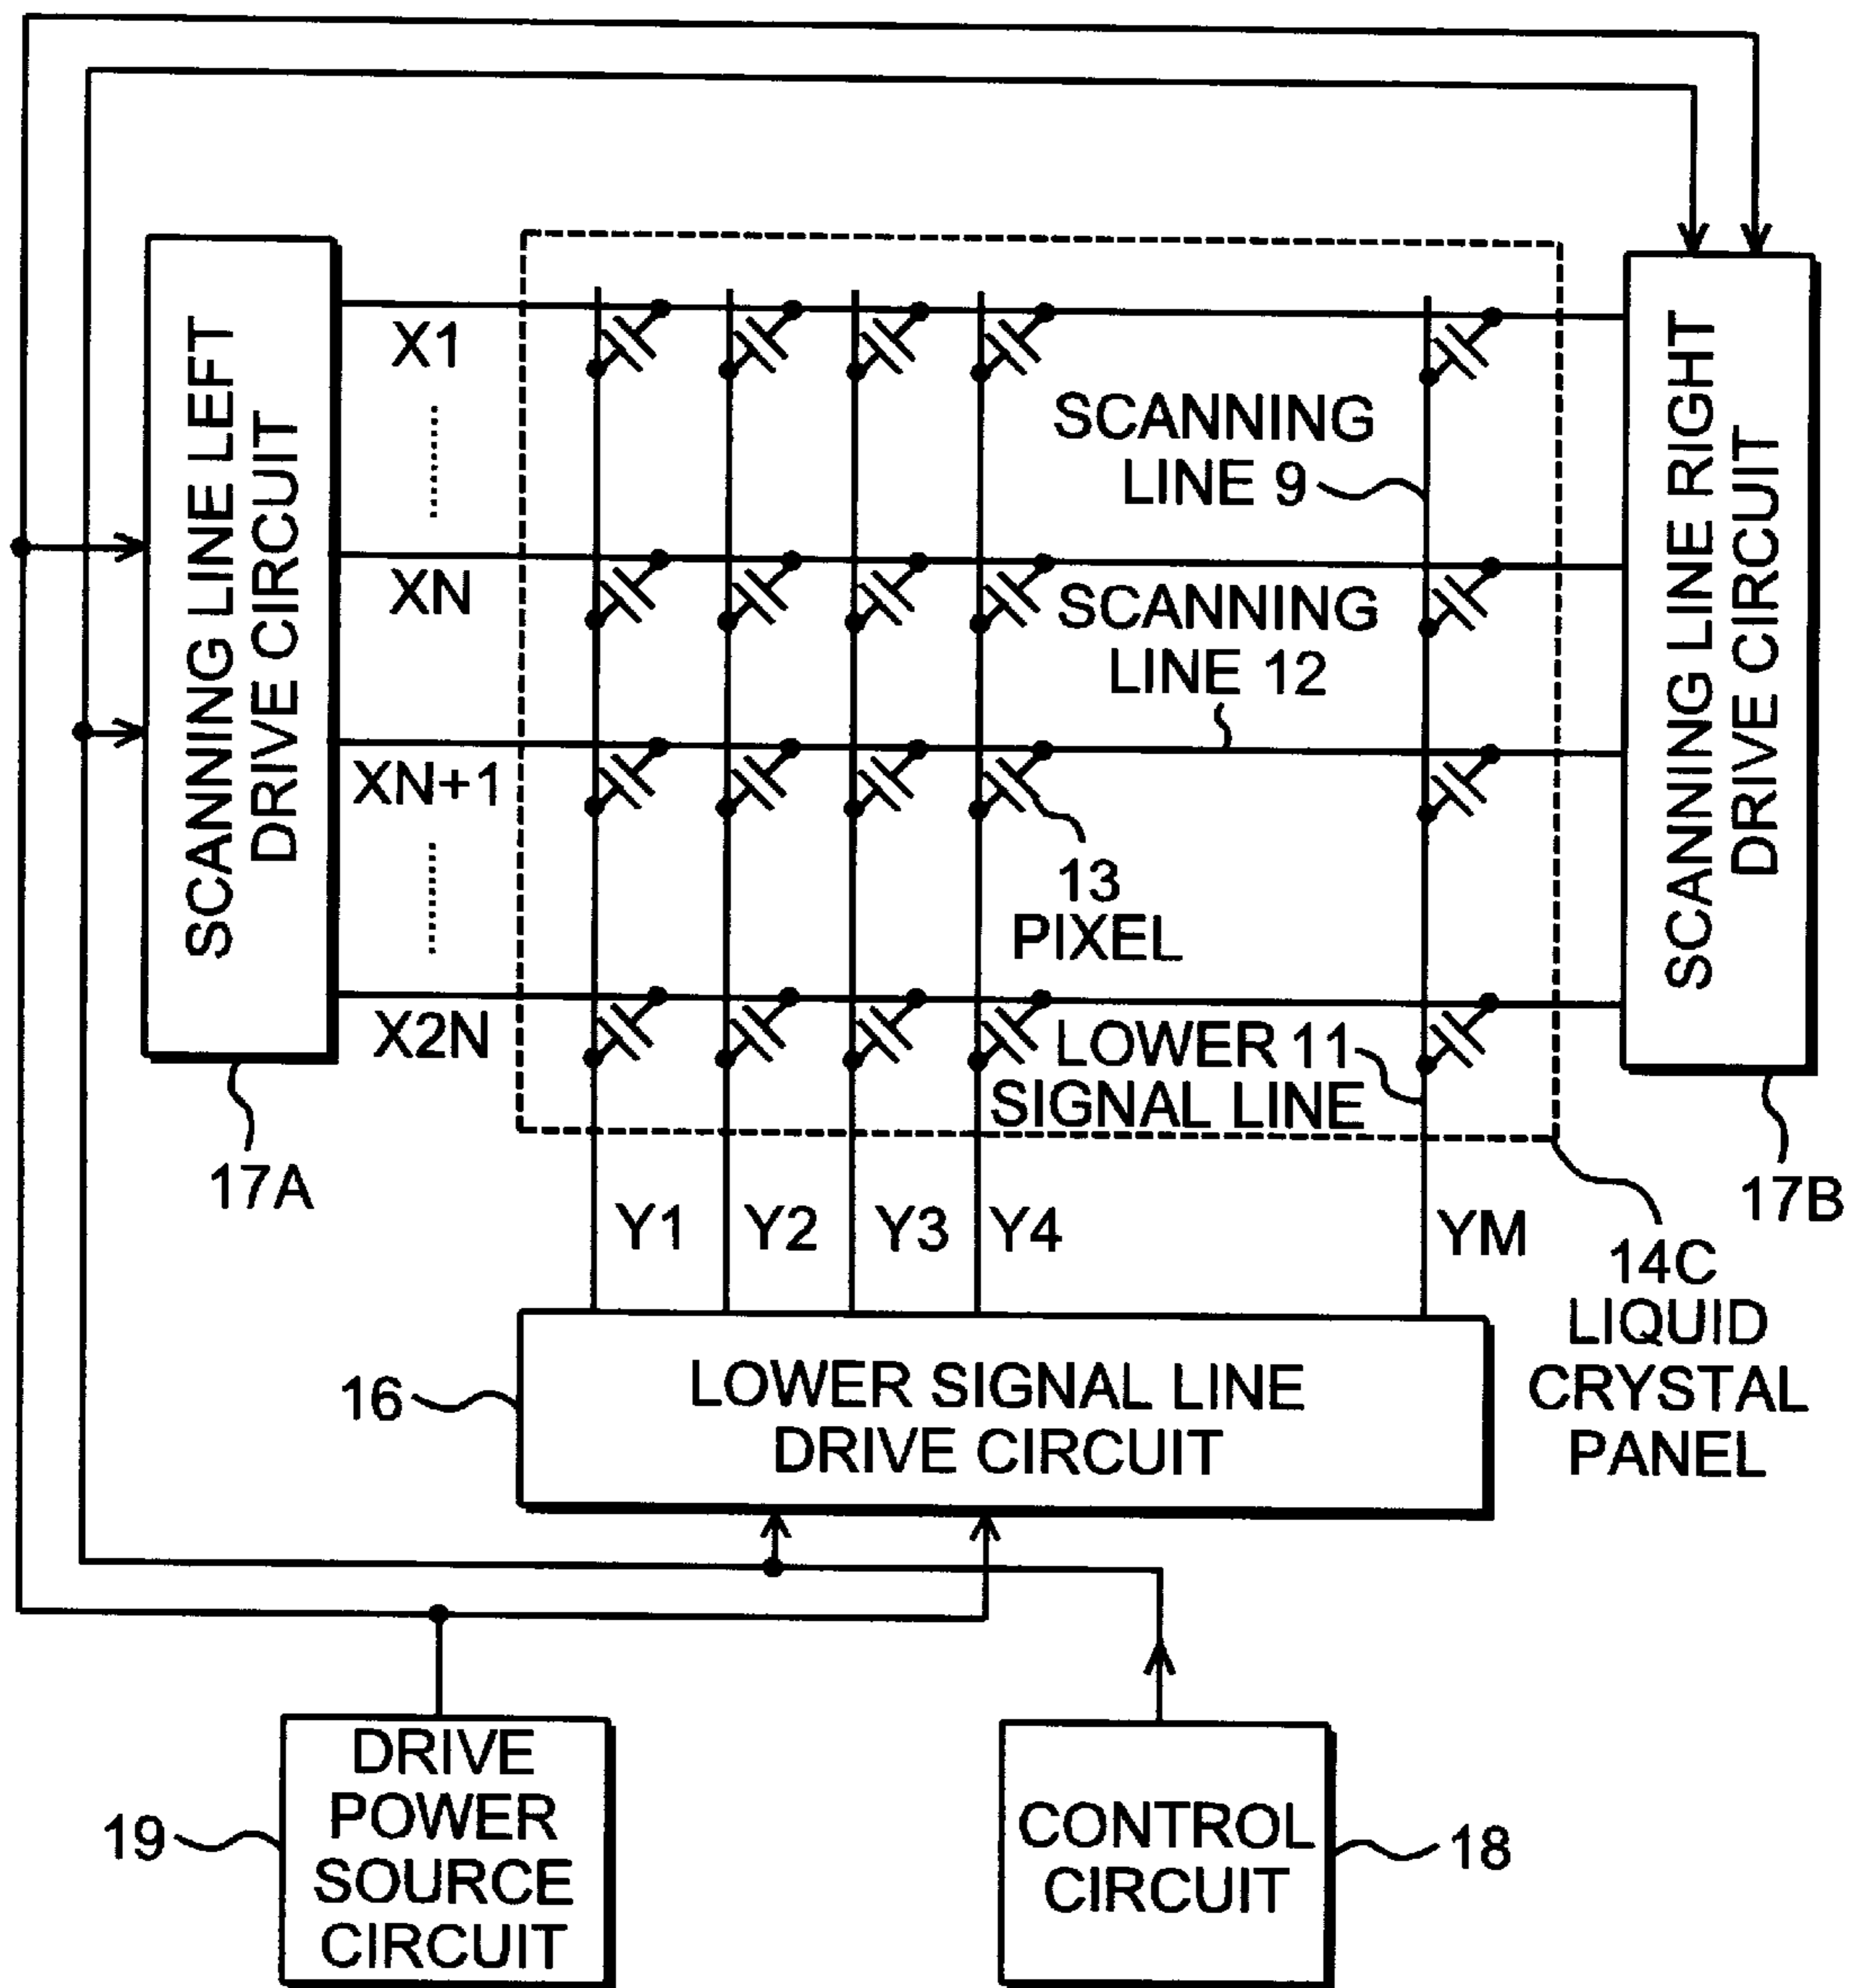 SCANNING LINE LEFT
DRIVE CIRCUIT
17A
X1
XN
XN+1
X2N
SCANNING
LINE 9
SCANNING
LINE 12
13
PIXEL
LOWER 11
SIGNAL LINE
SCANNING LINE RIGHT
DRIVE CIRCUIT
17B
Y1 Y2 Y3 Y4 YM
14C
LIQUID
CRYSTAL
PANEL
16
LOWER SIGNAL LINE
DRIVE CIRCUIT
19
DRIVE
POWER
SOURCE
CIRCUIT
CONTROL
CIRCUIT
18